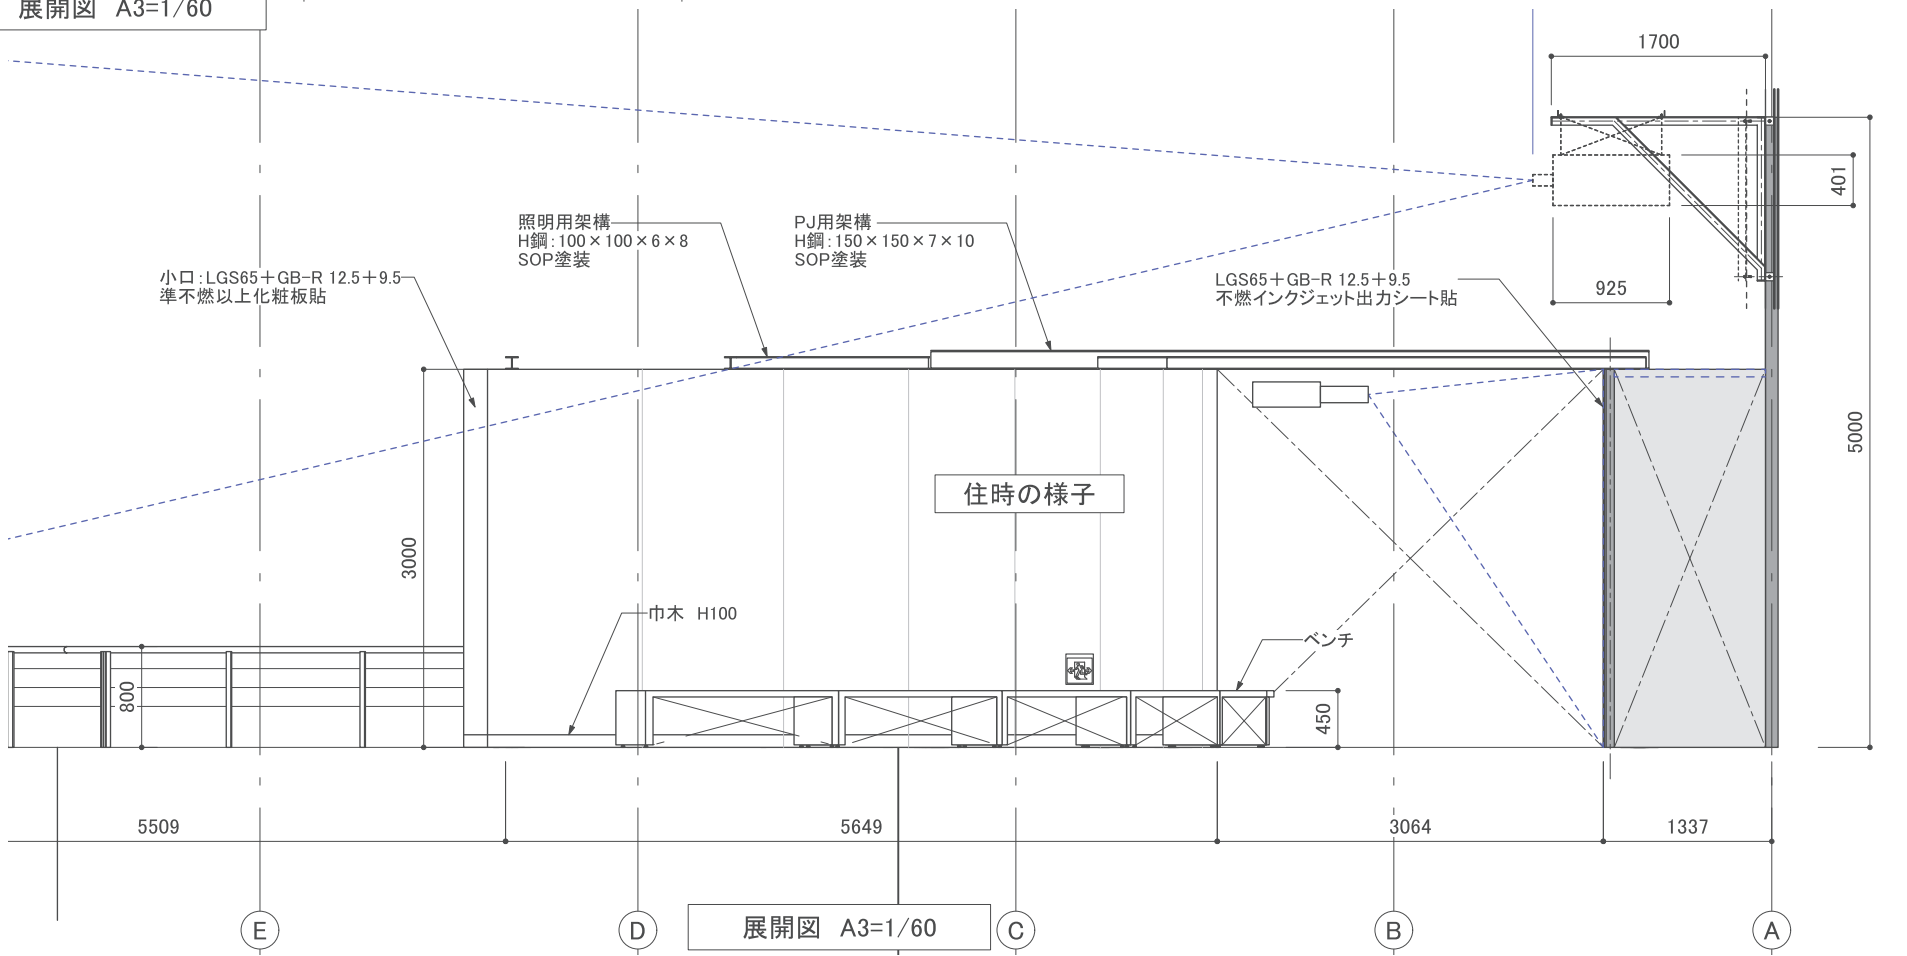 展開図 A3=1/60
1700
401
照明用架構
H鋼:100×100×6×8
SOP塗装
PJ用架構
H鋼:150×150×7×10
SOP塗装
小口:LGS65+GB-R 12.5+9.5
準不燃以上化粧板貼
LGS65+GB-R 12.5+9.5
不燃インクジェット出力シート貼
925
5000
住時の様子
3000
巾木 H100
ベンチ
800
450
5509
5649
3064
1337
E
D
展開図 A3=1/60
C
B
A